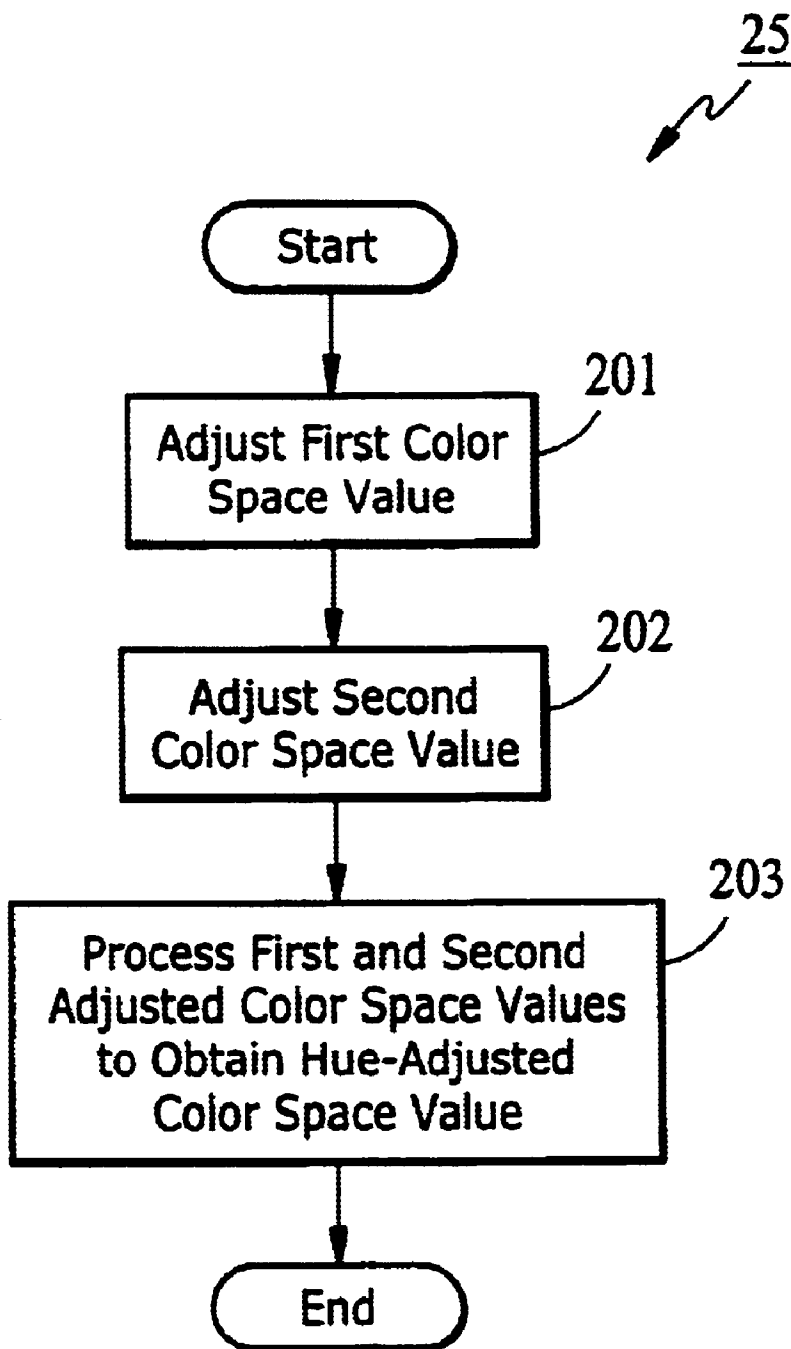 25
Start
201
Adjust First Color
Space Value
202
Adjust Second
Color Space Value
203
Process First and Second
Adjusted Color Space Values
to Obtain Hue-Adjusted
Color Space Value
End